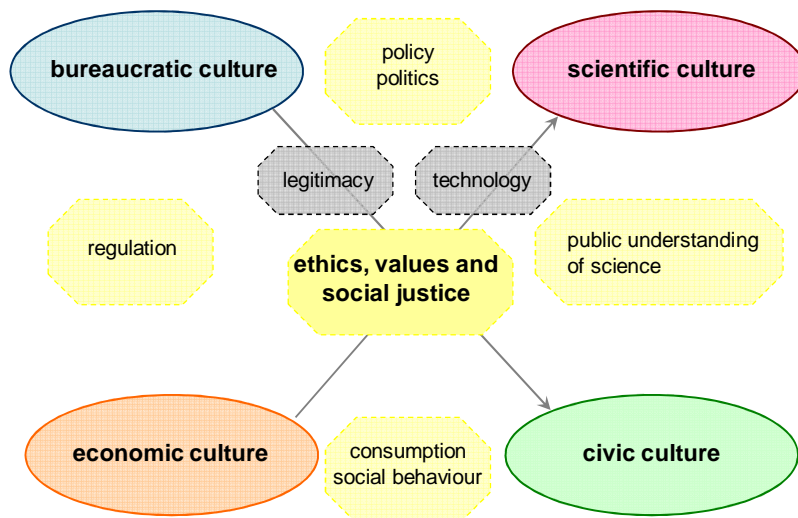 bureaucratic culture
policy
politics
scientific culture
legitimacy
technology
regulation
ethics, values and
social justice
public understanding
of science
economic culture
consumption
social behaviour
civic culture